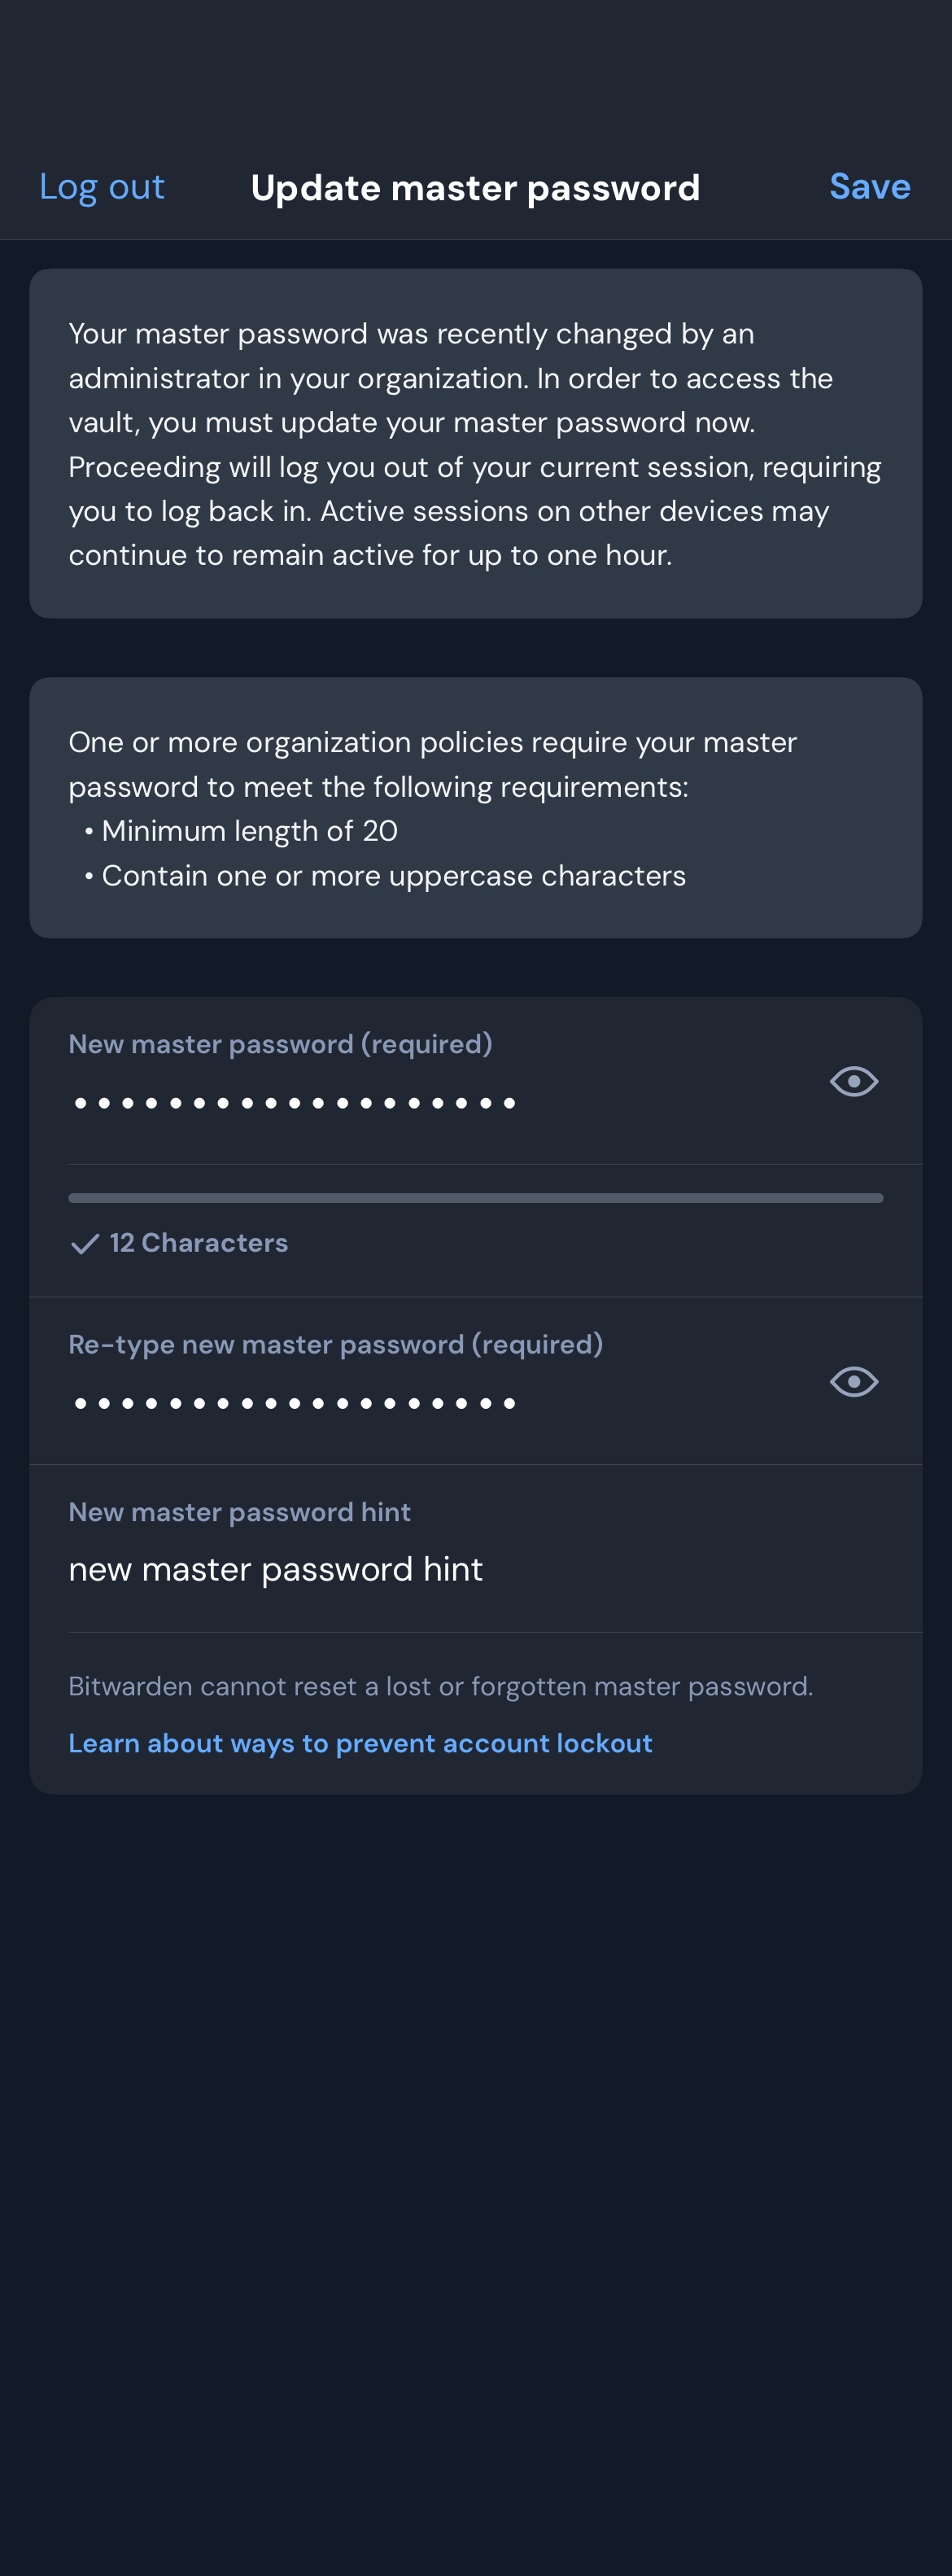 Log out
Update master password
Save
Your master password was recently changed by an
administrator in your organization. In order to access the
vault, you must update your master password now.
Proceeding will log you out of your current session, requiring
you to log back in. Active sessions on other devices may
continue to remain active for up to one hour.
One or more organization policies require your master
password to meet the following requirements:
• Minimum length of 20
• Contain one or more uppercase characters
New master password (required)
•••••••••••••••••••
12 Characters
Re-type new master password (required)
•••••••••••••••••••
New master password hint
new master password hint
Bitwarden cannot reset a lost or forgotten master password.
Learn about ways to prevent account lockout